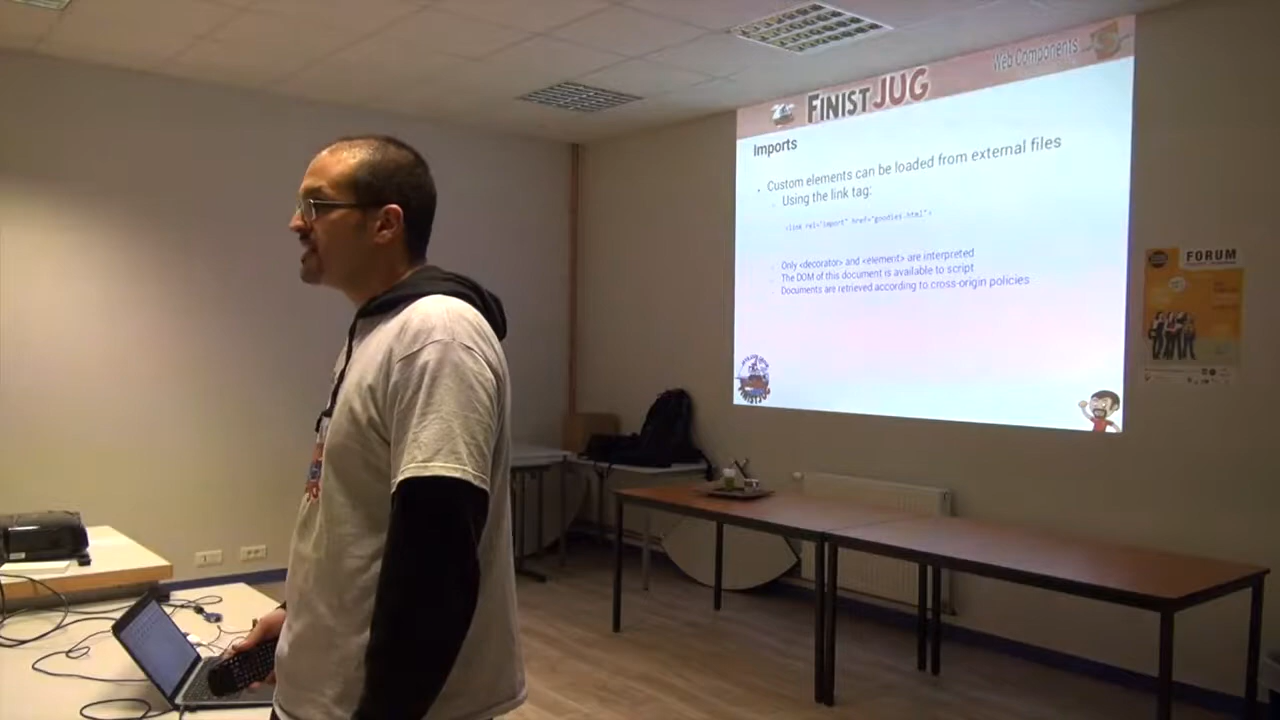 FINISTJUG
Web Components
Imports
Custom elements can be loaded from external files
Using the link tag:
<link rel="import" href="goodies.html">
Only <decorator> and <element> are interpreted
The DOM of this document is available to script
Documents are retrieved according to cross-origin policies
FINISTJUG
FORUM